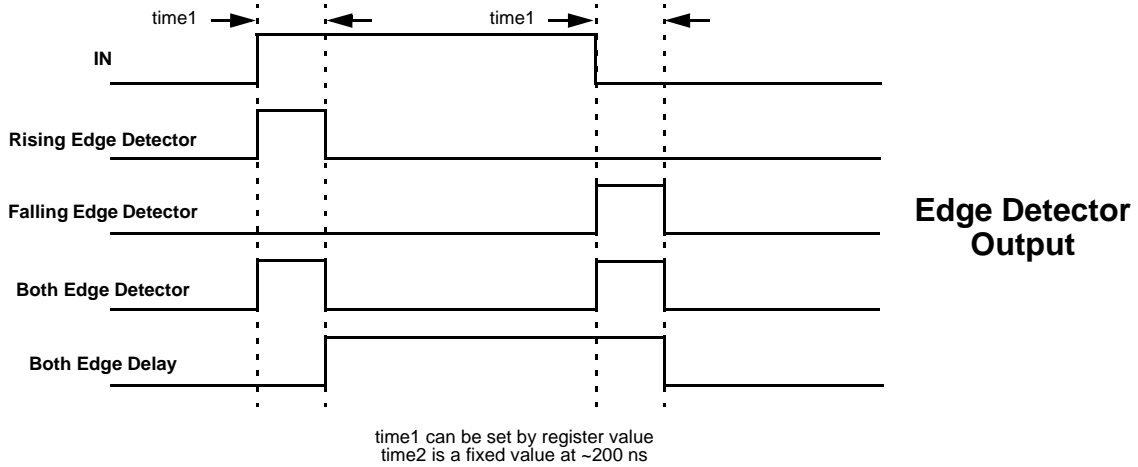 time1
time1
IN
Rising Edge Detector
Falling Edge Detector
Edge Detector
Output
Both Edge Detector
Both Edge Delay
time1 can be set by register value
time2 is a fixed value at ~200 ns